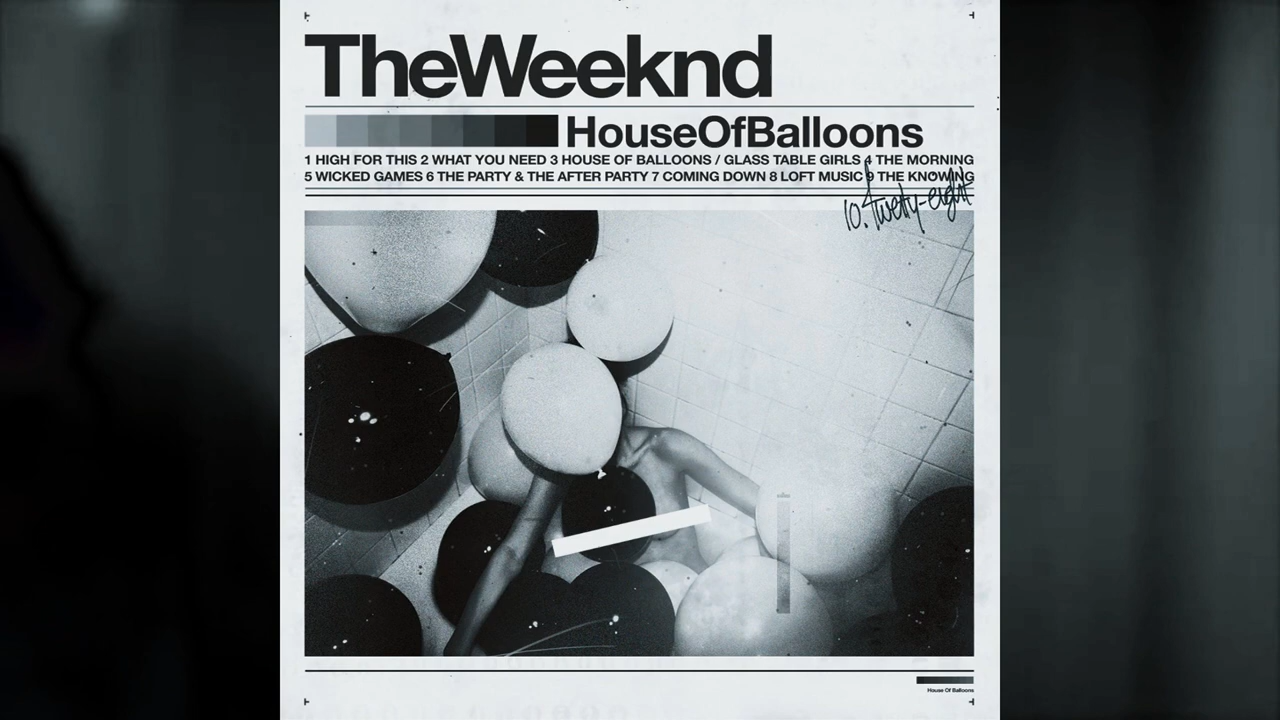 TheWeeknd
HouseOfBalloons
1 HIGH FOR THIS 2 WHAT YOU NEED 3 HOUSE OF BALLOONS / GLASS TABLE GIRLS 4 THE MORNING
5 WICKED GAMES 6 THE PARTY & THE AFTER PARTY 7 COMING DOWN 8 LOFT MUSIC 9 THE KNOWING
10. Twenty-eight
House Of Balloons